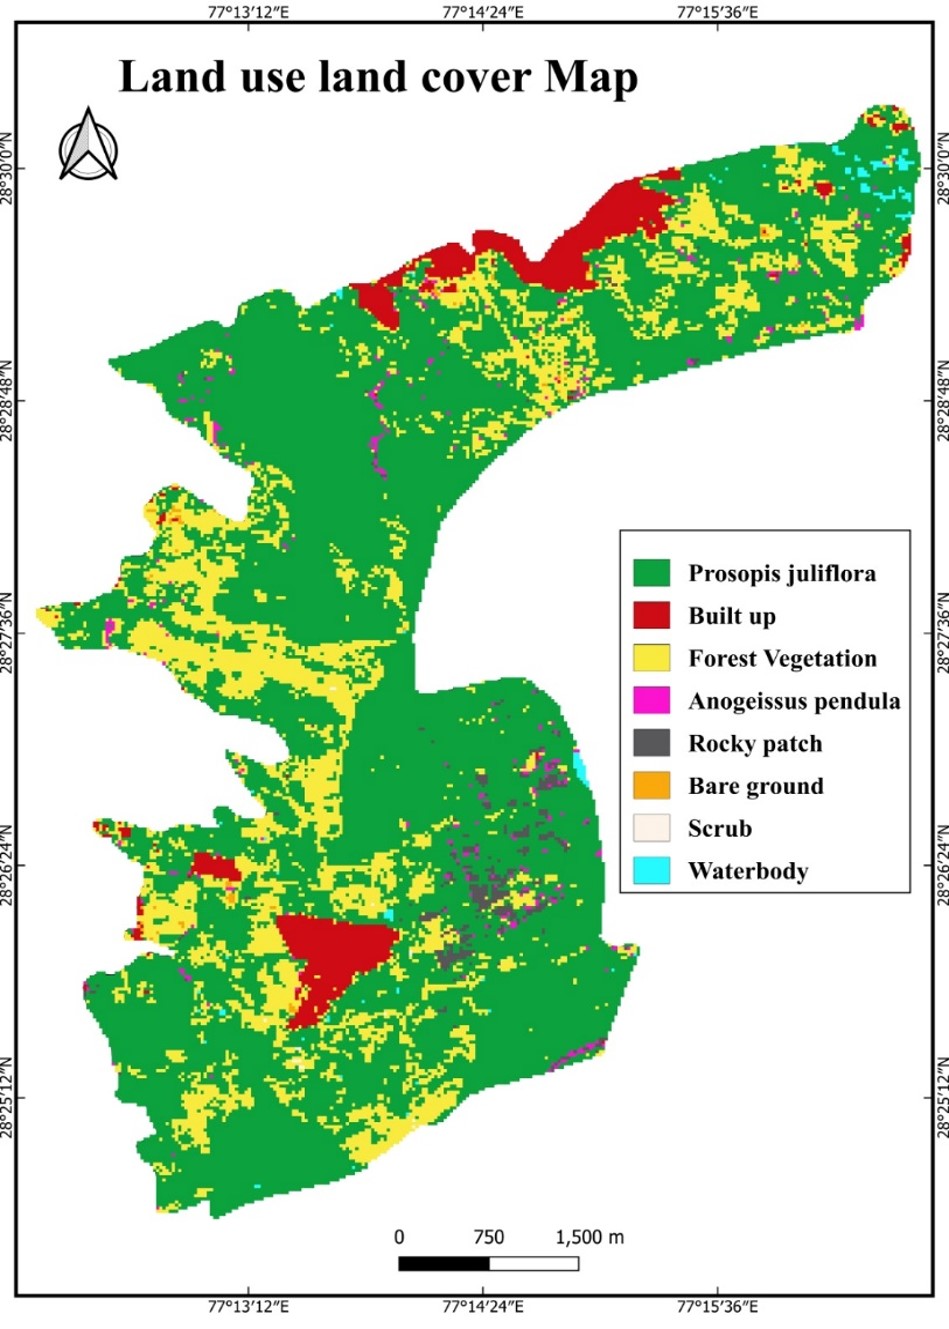 77°13′12″E 77°14′24″E 77°15′36″E
Land use land cover Map
28°30′0″N 28°30′0″N
28°28′48″N 28°28′48″N
28°27′36″N 28°27′36″N
28°26′24″N 28°26′24″N
28°25′12″N 28°25′12″N
Prosopis juliflora
Built up
Forest Vegetation
Anogeissus pendula
Rocky patch
Bare ground
Scrub
Waterbody
0 750 1,500 m
77°13′12″E 77°14′24″E 77°15′36″E